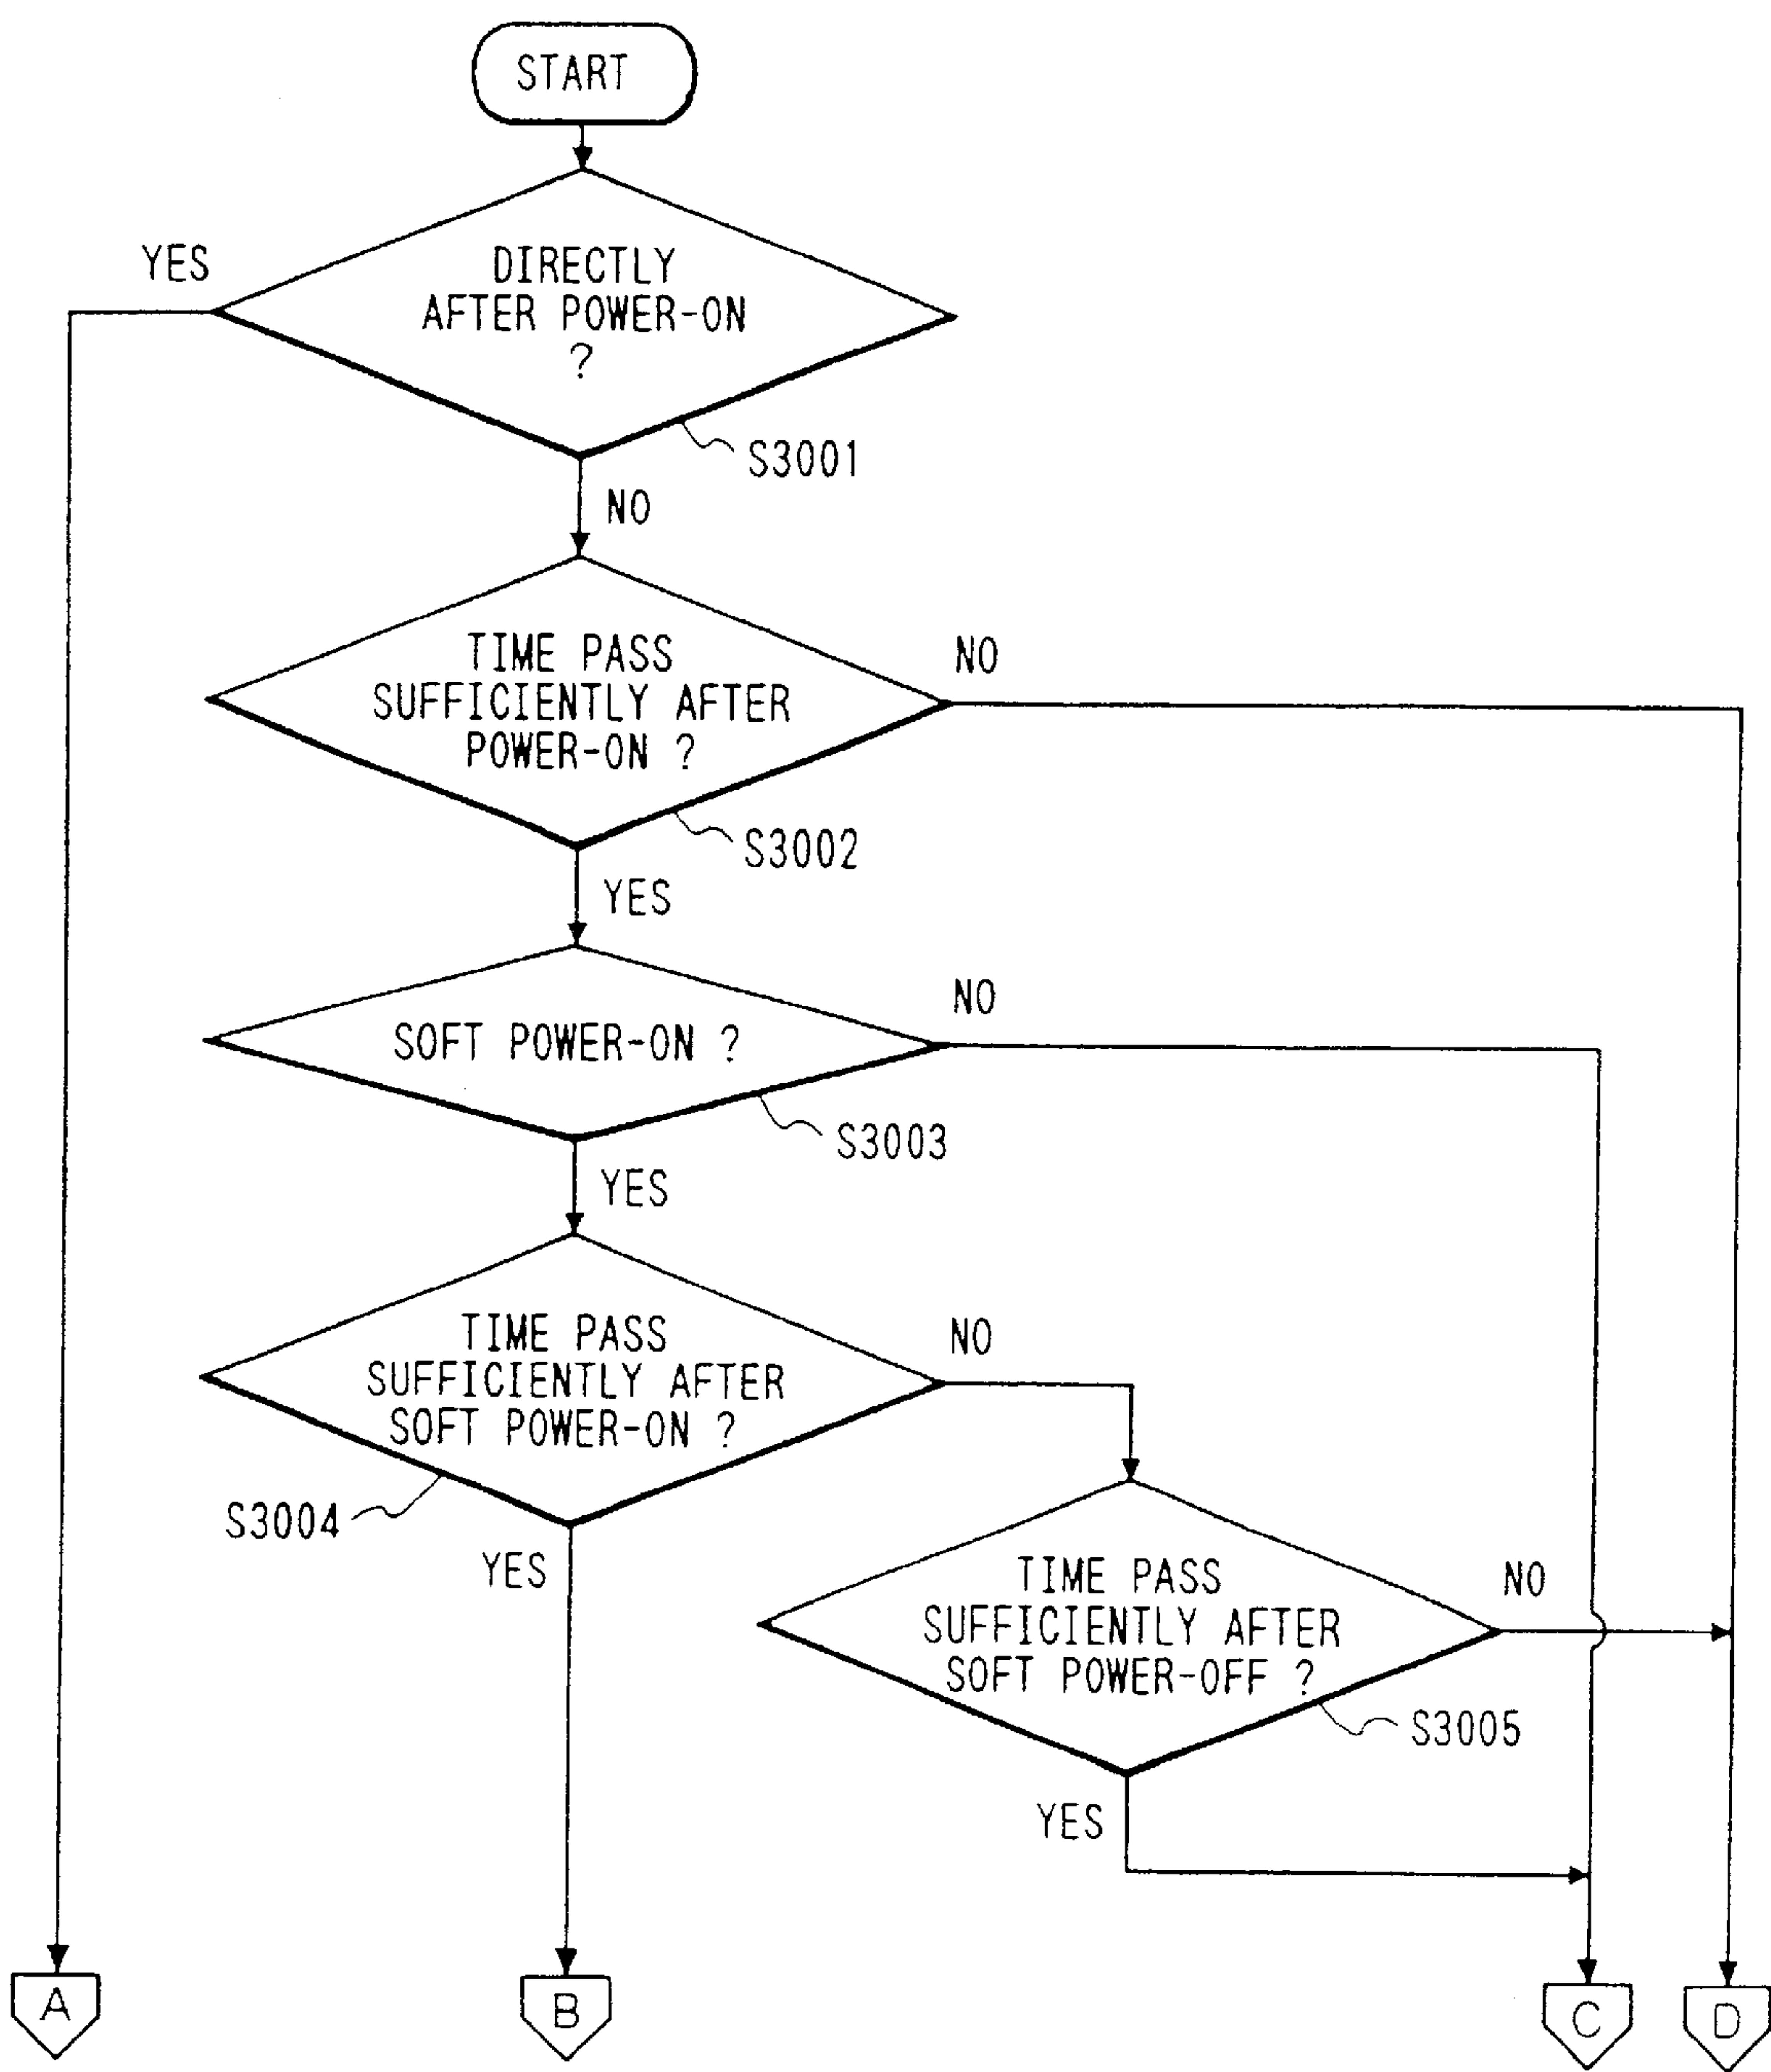 START
YES
DIRECTLY
AFTER POWER-ON
?
S3001
NO
TIME PASS
SUFFICIENTLY AFTER
POWER-ON ?
NO
S3002
YES
SOFT POWER-ON ?
NO
S3003
YES
TIME PASS
SUFFICIENTLY AFTER
SOFT POWER-ON ?
NO
S3004
YES
TIME PASS
SUFFICIENTLY AFTER
SOFT POWER-OFF ?
NO
S3005
YES
A
B
C
D